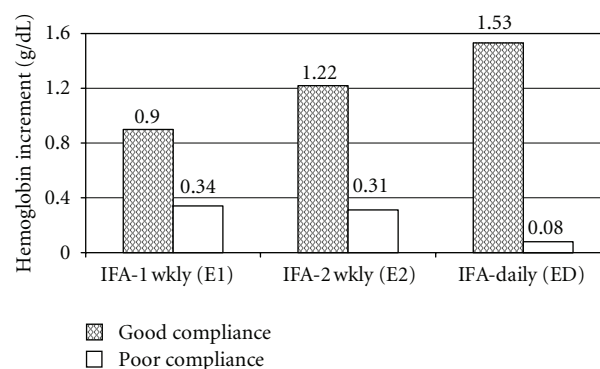 Hemoglobin increment (g/dL)
1.6
1.2
0.8
0.4
0
0.9
0.34
1.22
0.31
1.53
0.08
IFA-1 wkly (E1)
IFA-2 wkly (E2)
IFA-daily (ED)
Good compliance
Poor compliance